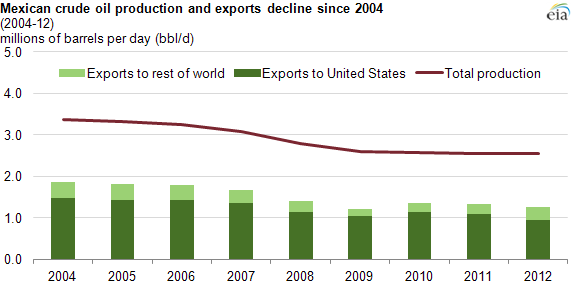 Mexican crude oil production and exports decline since 2004
(2004-12)
millions of barrels per day (bbl/d)
eia
5.0
Exports to rest of world Exports to United States Total production
4.0
3.0
2.0
1.0
0.0
2004 2005 2006 2007 2008 2009 2010 2011 2012